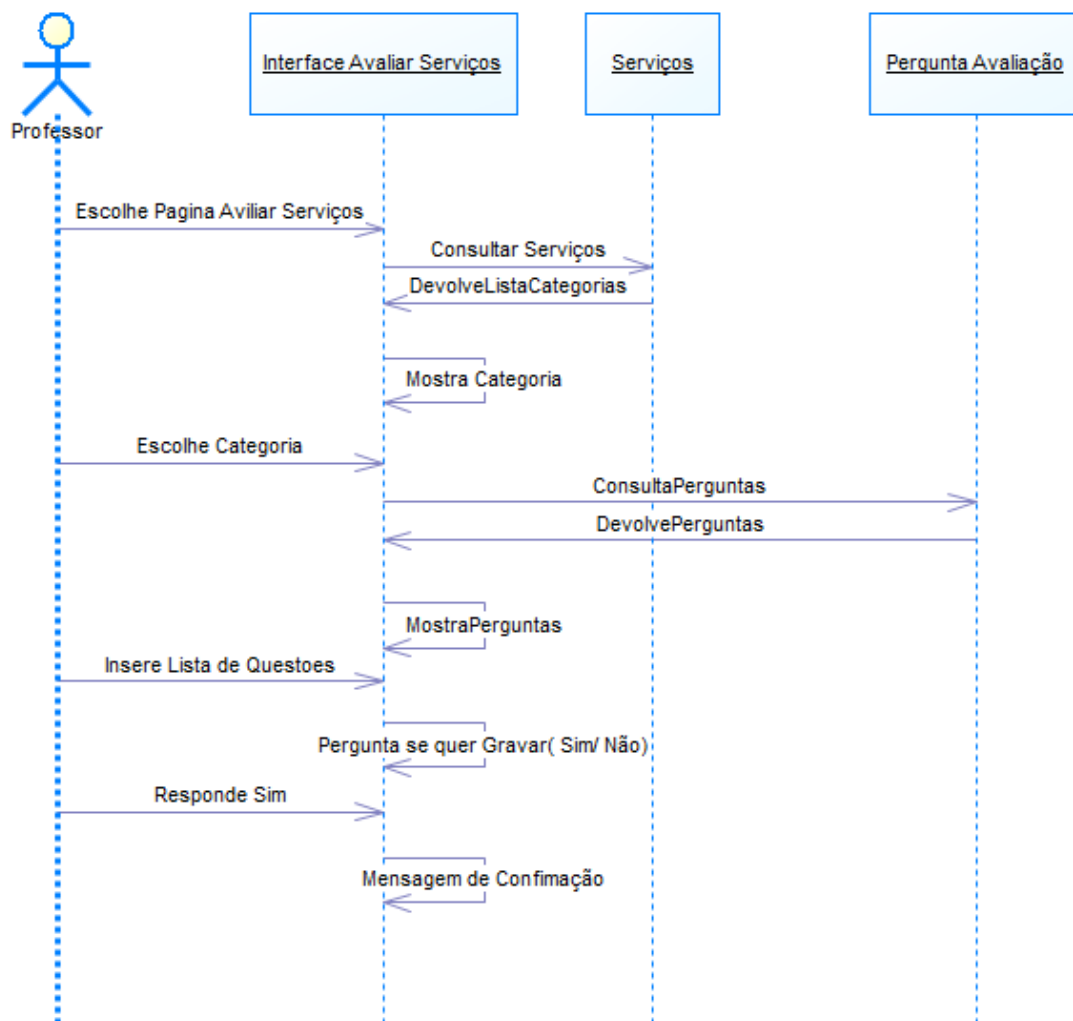 Interface Avaliar Serviços
Serviços
Pergunta Avaliação
Professor
Escolhe Pagina Aviliar Serviços
Consultar Serviços
DevolveListaCategorias
Mostra Categoria
Escolhe Categoria
ConsultaPerguntas
DevolvePerguntas
MostraPerguntas
Insere Lista de Questoes
Pergunta se quer Gravar( Sim/ Não)
Responde Sim
Mensagem de Confimação